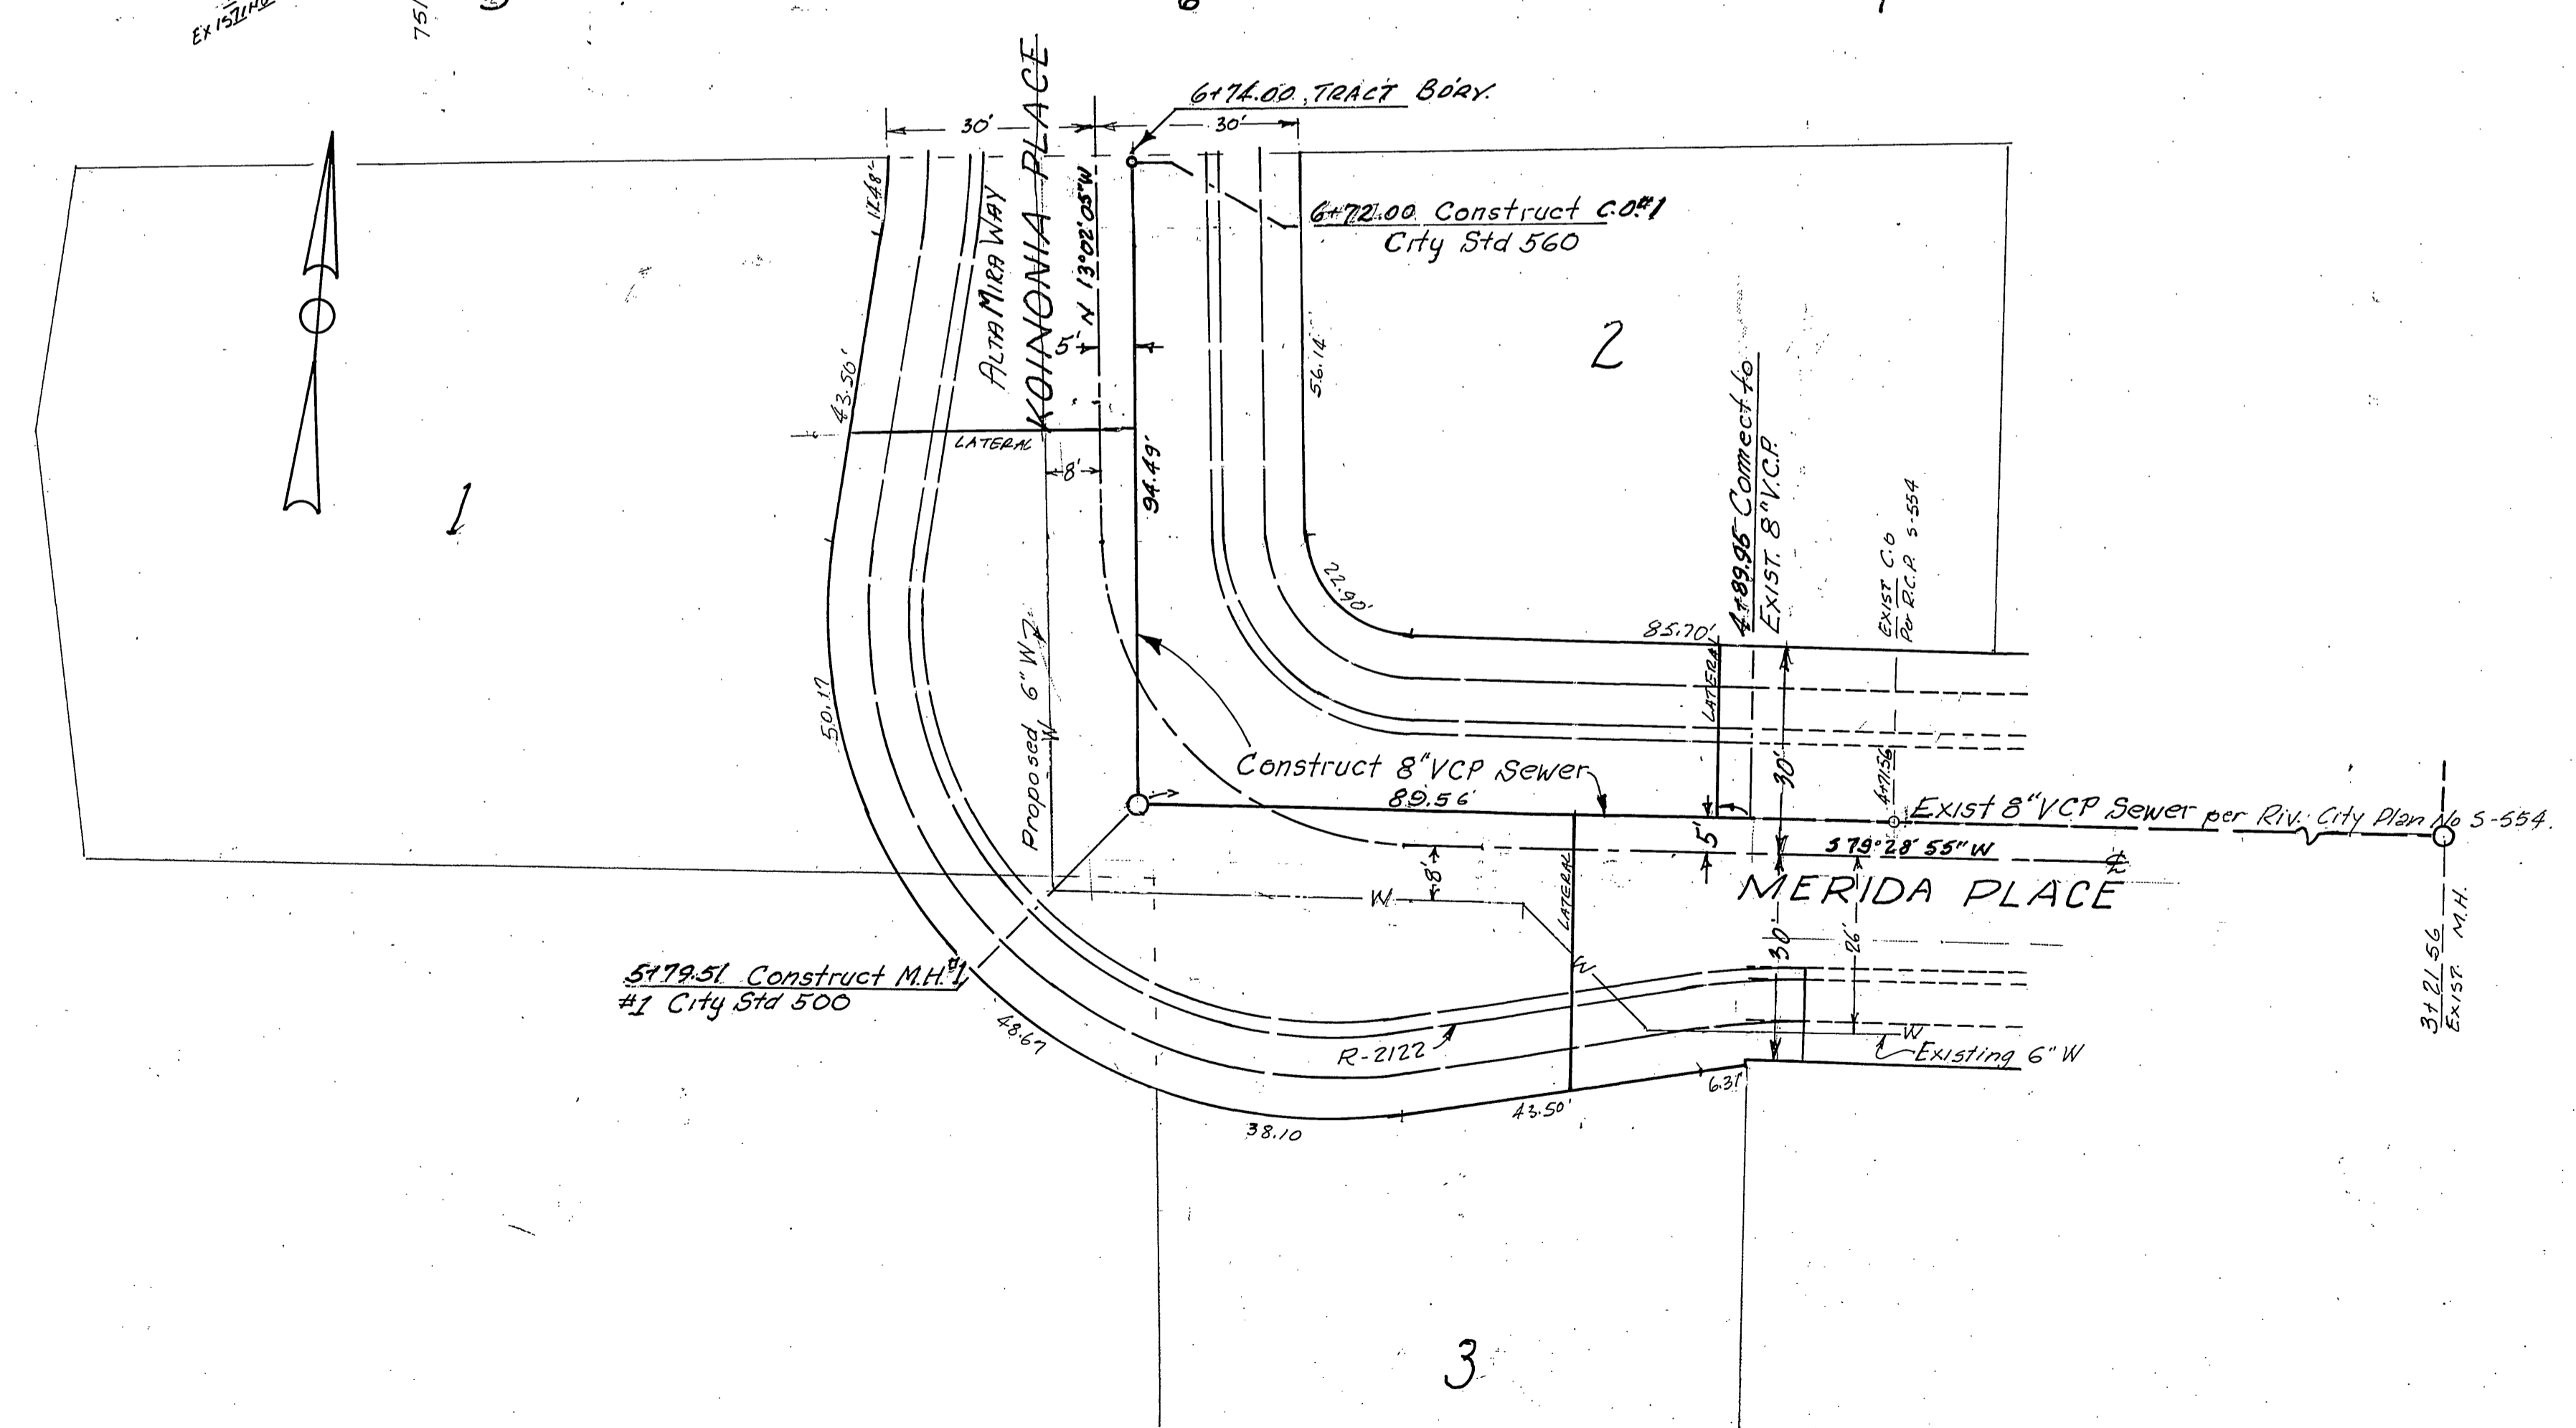 EXISTING
75
6+74.00 TRACT BDRY.
30'
30'
6+72.00 Construct C.O.#1
City Std 560
ALTA MIRA WAY
KOINONIA PLACE
N 13°02'05"W
5'
43.50'
LATERAL
8'
94.49'
56.14'
2
1
4+89.95 Connect to
EXIST. 8" V.C.P.
EXIST C.O
Per R.C.P. S-554
22.90'
85.70'
LATERAL
Proposed 6" W
W
50.17
Construct 8" VCP Sewer
89.56'
30'
4+71.56
Exist 8" VCP Sewer per Riv. City Plan No S-554.
5'
S 79°28'55" W
℄
8'
MERIDA PLACE
W
LATERAL
W
30'
26'
3+21.56
EXIST. M.H.
5+79.51 Construct M.H.#1
#1 City Std 500
48.67
R-2122
W
Existing 6" W
6.31'
43.50'
38.10
3